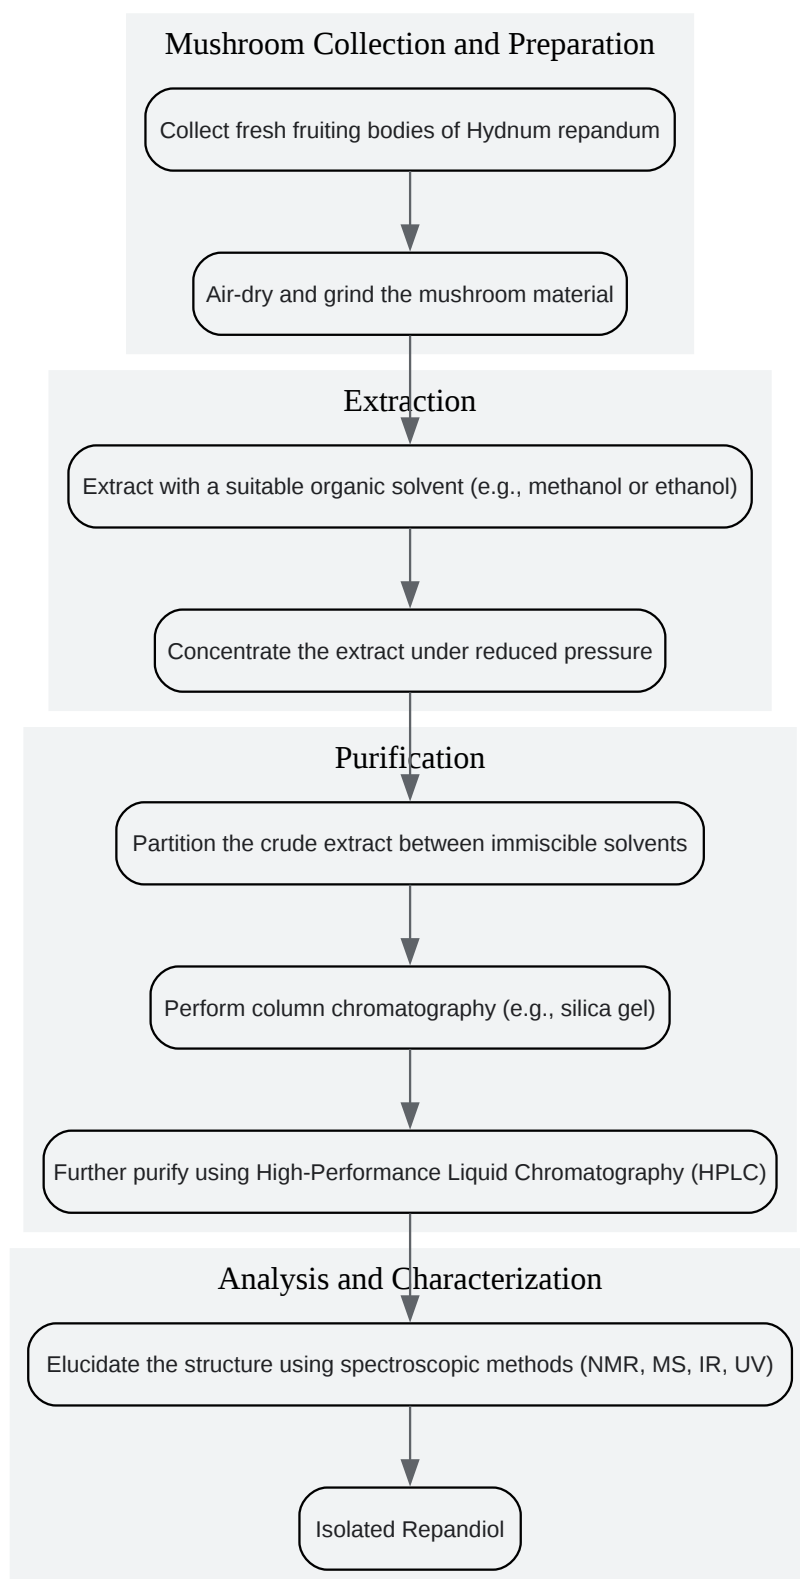 Mushroom Collection and Preparation
Collect fresh fruiting bodies of Hydnum repandum
Air-dry and grind the mushroom material
Extraction
Extract with a suitable organic solvent (e.g., methanol or ethanol)
Concentrate the extract under reduced pressure
Purification
Partition the crude extract between immiscible solvents
Perform column chromatography (e.g., silica gel)
Further purify using High-Performance Liquid Chromatography (HPLC)
Analysis and Characterization
Elucidate the structure using spectroscopic methods (NMR, MS, IR, UV)
Isolated Repandiol